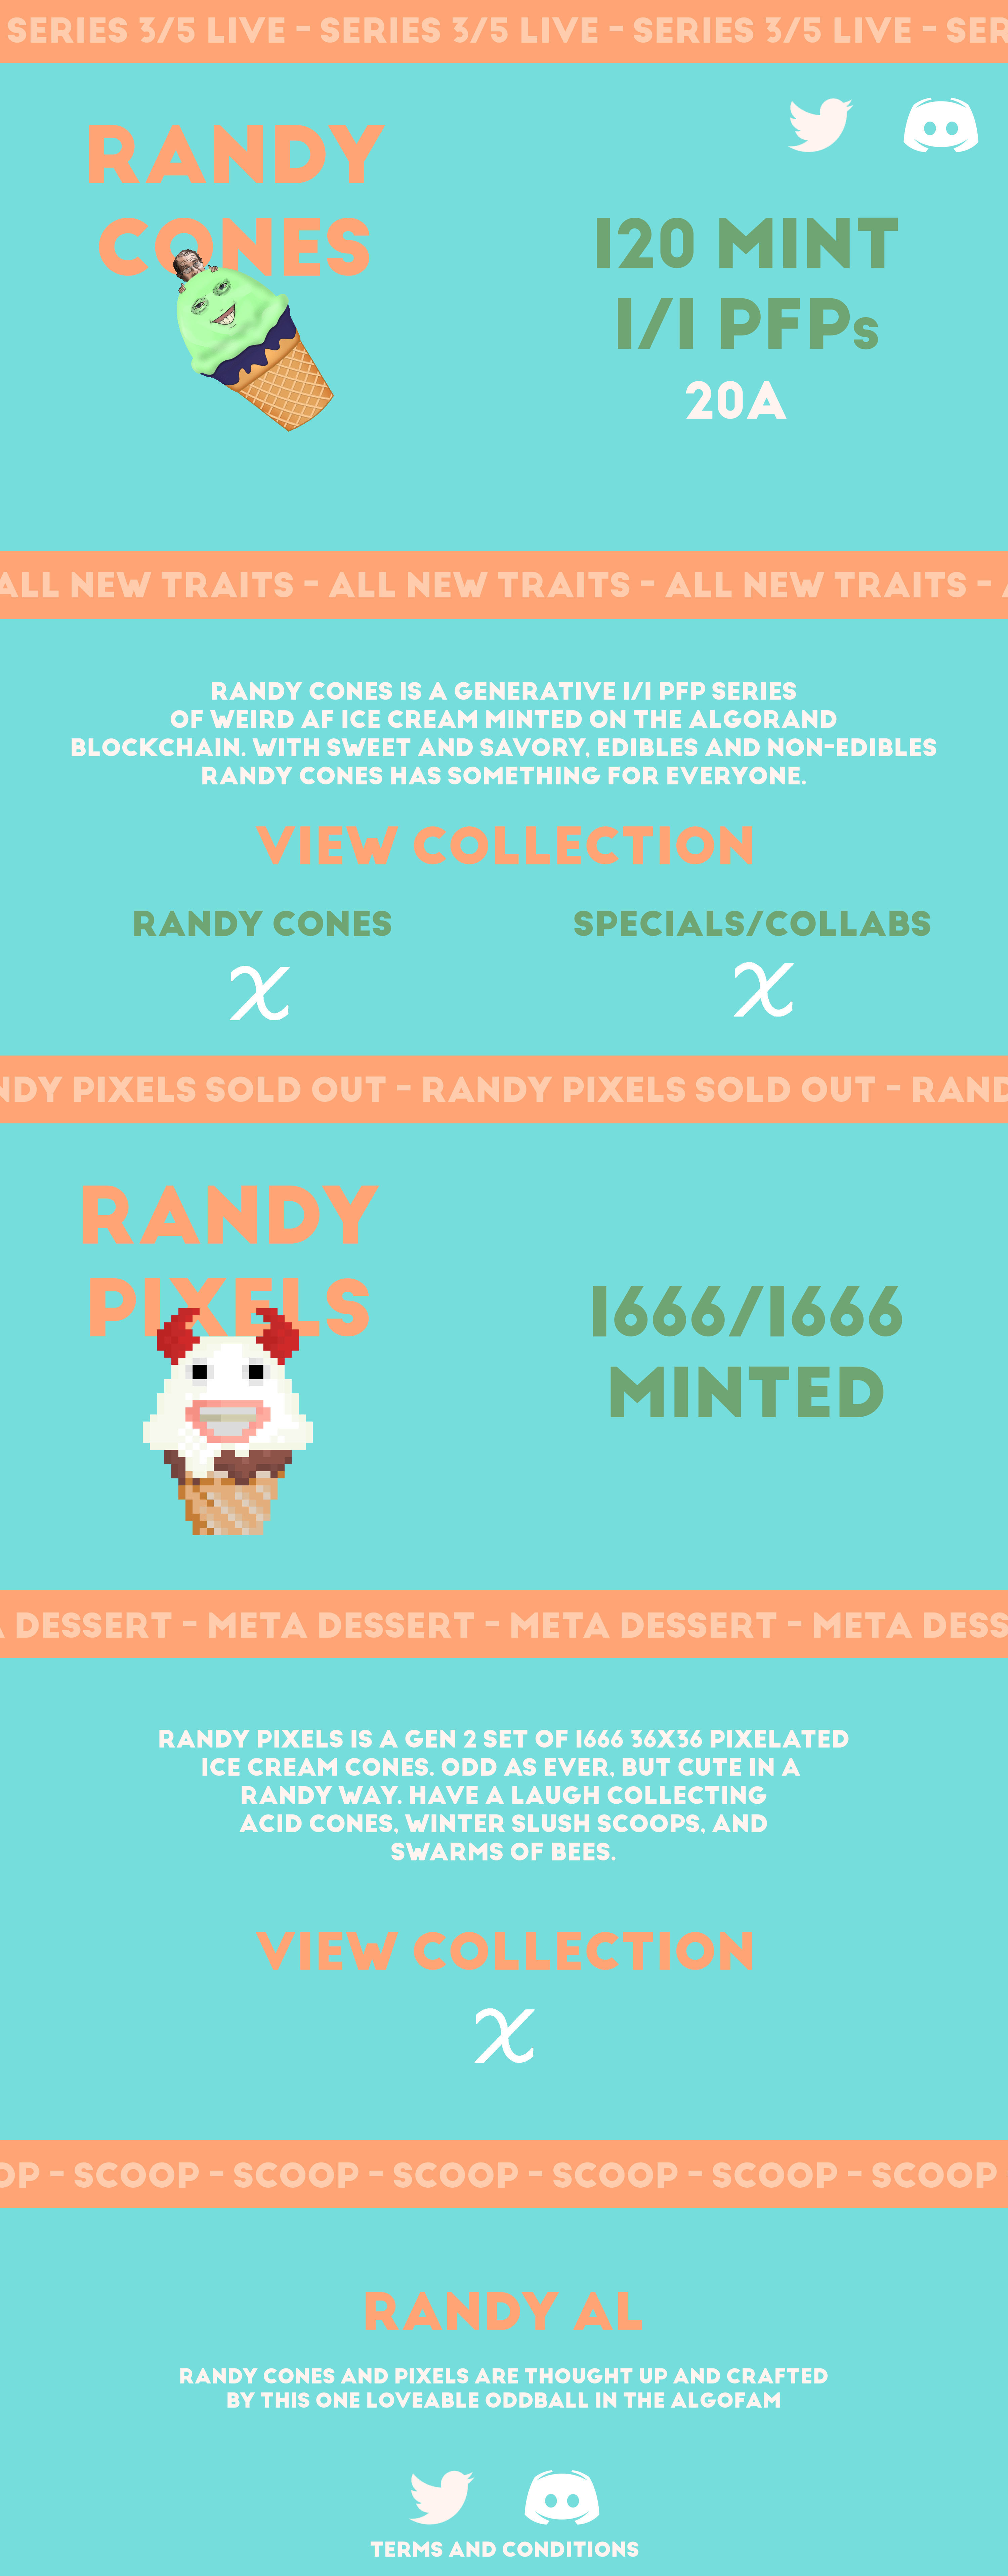 SERIES 3/5 LIVE - SERIES 3/5 LIVE - SERIES 3/5 LIVE - SER
RANDY
CONES
120 MINT
1/1 PFPs
20A
ALL NEW TRAITS - ALL NEW TRAITS - ALL NEW TRAITS -
RANDY CONES IS A GENERATIVE 1/1 PFP SERIES
OF WEIRD AF ICE CREAM MINTED ON THE ALGORAND
BLOCKCHAIN. WITH SWEET AND SAVORY, EDIBLES AND NON-EDIBLES
RANDY CONES HAS SOMETHING FOR EVERYONE.
VIEW COLLECTION
RANDY CONES
SPECIALS/COLLABS
NDY PIXELS SOLD OUT - RANDY PIXELS SOLD OUT - RAND
RANDY
PIXELS
1666/1666
MINTED
A DESSERT - META DESSERT - META DESSERT - META DESS
RANDY PIXELS IS A GEN 2 SET OF 1666 36X36 PIXELATED
ICE CREAM CONES. ODD AS EVER, BUT CUTE IN A
RANDY WAY. HAVE A LAUGH COLLECTING
ACID CONES, WINTER SLUSH SCOOPS, AND
SWARMS OF BEES.
VIEW COLLECTION
OP - SCOOP - SCOOP - SCOOP - SCOOP - SCOOP - SCOOP
RANDY AL
RANDY CONES AND PIXELS ARE THOUGHT UP AND CRAFTED
BY THIS ONE LOVEABLE ODDBALL IN THE ALGOFAM
TERMS AND CONDITIONS